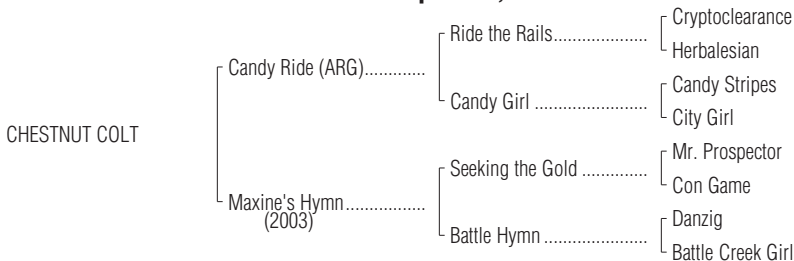 Cryptoclearance
Ride the Rails....................
Herbalesian
Candy Ride (ARG).............
Candy Stripes
Candy Girl ........................
City Girl
CHESTNUT COLT
Mr. Prospector
Seeking the Gold ..............
Con Game
Maxine's Hymn.................
(2003)
Danzig
Battle Hymn ......................
Battle Creek Girl